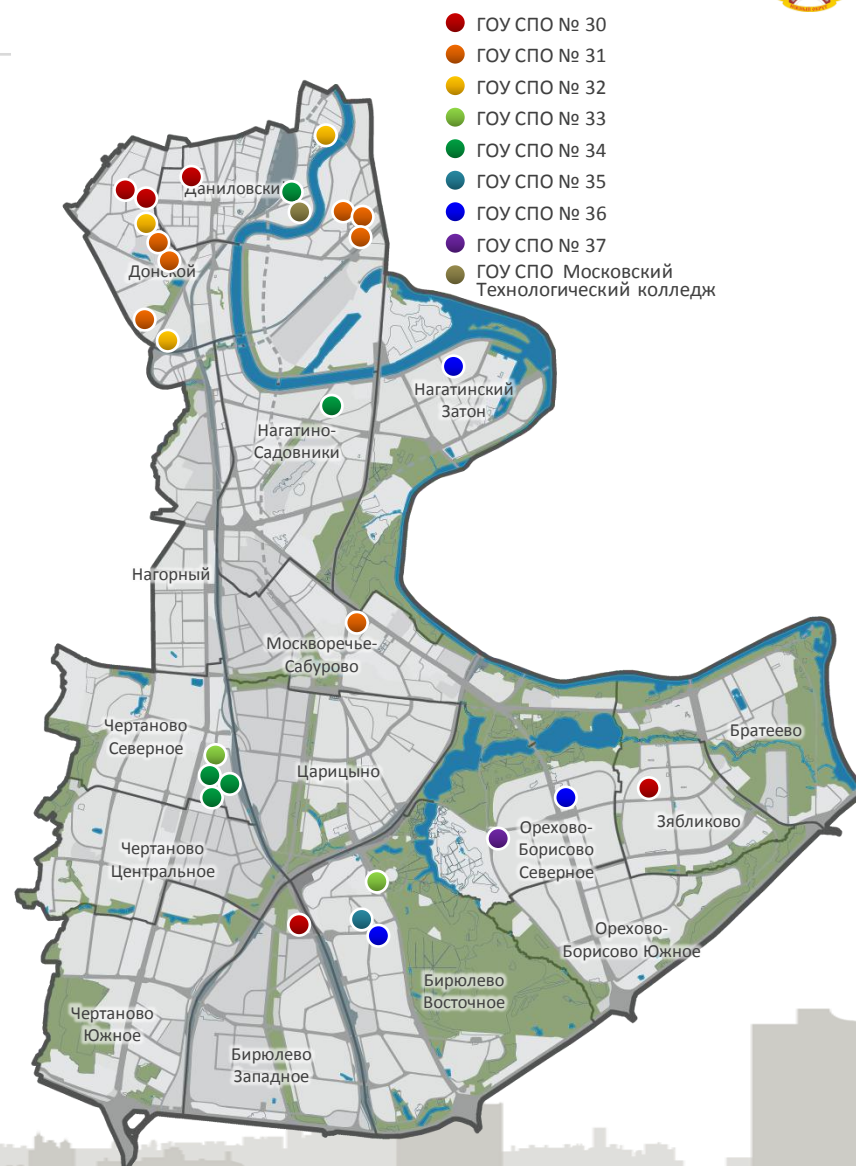 ГОУ СПО № 30
ГОУ СПО № 31
ГОУ СПО № 32
ГОУ СПО № 33
ГОУ СПО № 34
ГОУ СПО № 35
ГОУ СПО № 36
ГОУ СПО № 37
ГОУ СПО Московский
Технологический колледж
Даниловски
Донской
Нагатинский
Затон
Нагатино-
Садовники
Нагорный
Москворечье-
Сабурово
Чертаново
Северное
Царицыно
Братеево
Зябликово
Орехово-
Борисово
Северное
Чертаново
Центральное
Орехово-
Борисово Южное
Бирюлево
Восточное
Чертаново
Южное
Бирюлево
Западное